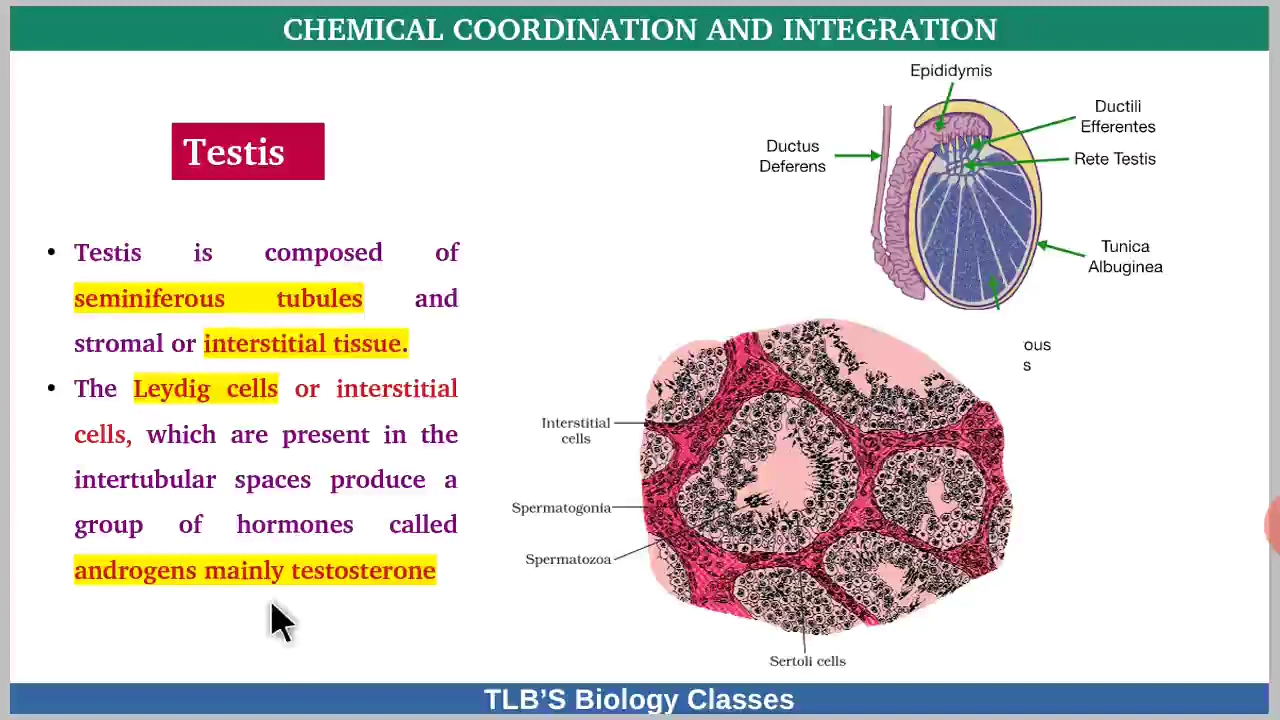 CHEMICAL COORDINATION AND INTEGRATION
Testis
• Testis is composed of
seminiferous tubules and
stromal or interstitial tissue.
• The Leydig cells or interstitial
cells, which are present in the
intertubular spaces produce a
group of hormones called
androgens mainly testosterone
Epididymis
Ductili
Efferentes
Ductus
Deferens
Rete Testis
Tunica
Albuginea
ous
s
Interstitial
cells
Spermatogonia
Spermatozoa
Sertoli cells
TLB’S Biology Classes